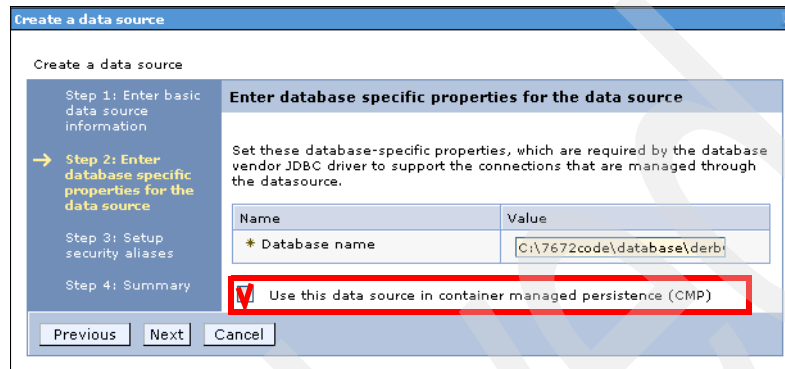 Create a data source
Create a data source
Step 1: Enter basic
data source
information
Step 2: Enter
database specific
properties for the
data source
Step 3: Setup
security aliases
Step 4: Summary
Enter database specific properties for the data source
Set these database-specific properties, which are required by the database
vendor JDBC driver to support the connections that are managed through
the datasource.
Name Value
* Database name C:\7672code\database\derb
Use this data source in container managed persistence (CMP)
Previous Next Cancel